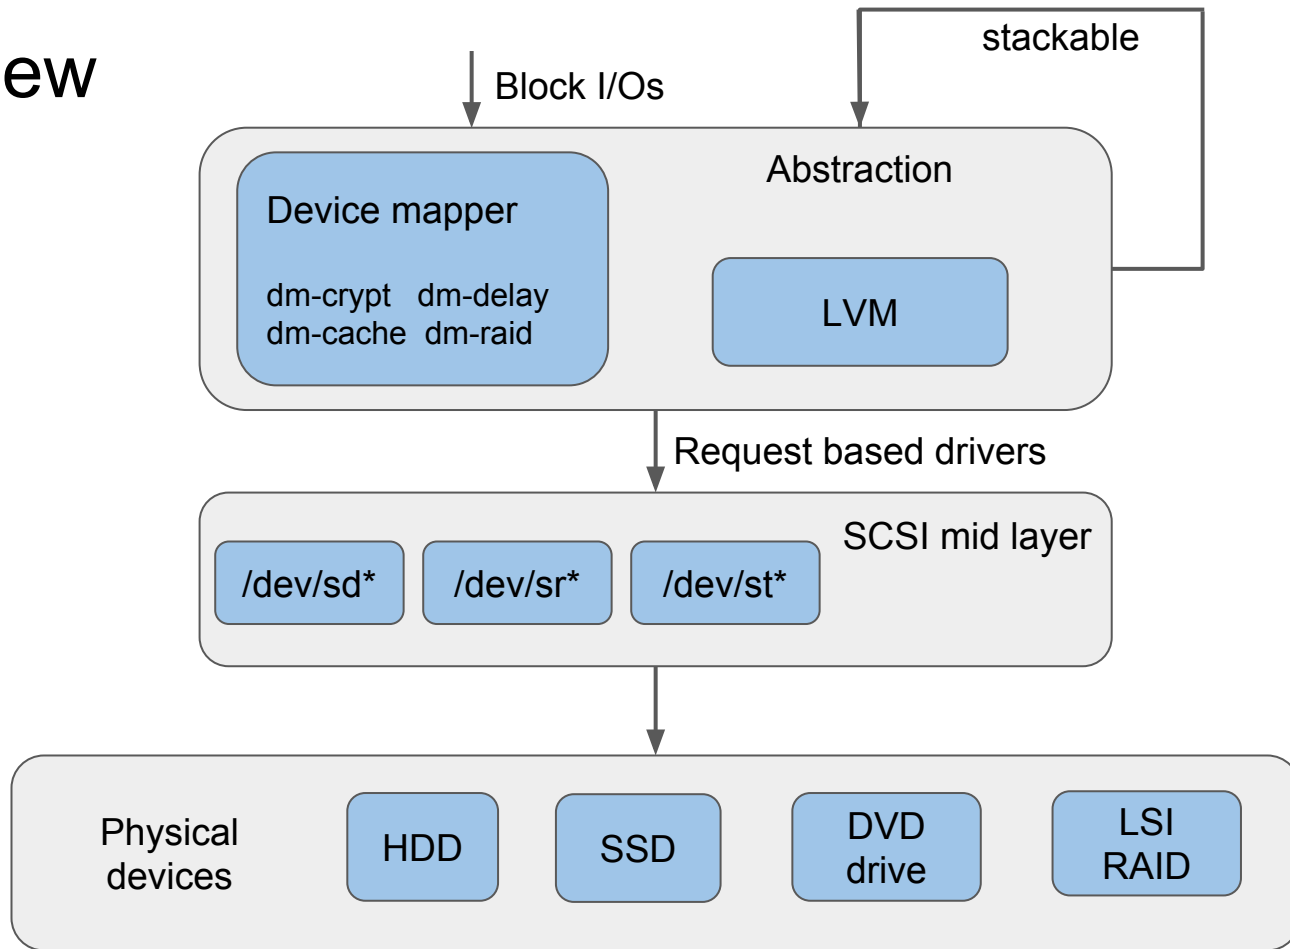 ew
stackable
Block I/Os
Abstraction
Device mapper
dm-crypt dm-delay
dm-cache dm-raid
LVM
Request based drivers
SCSI mid layer
/dev/sd*
/dev/sr*
/dev/st*
Physical
devices
HDD
SSD
DVD
drive
LSI
RAID